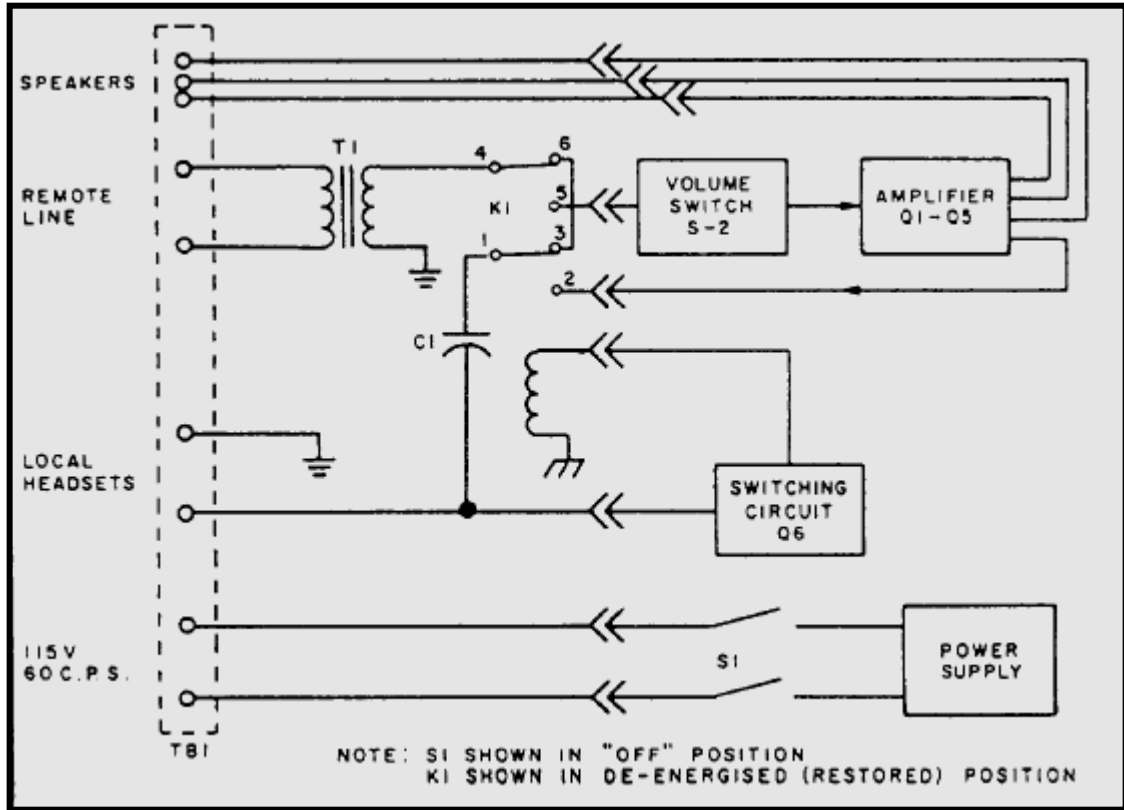 SPEAKERS
T1
4
6
REMOTE
LINE
K1
5
VOLUME
SWITCH
S-2
AMPLIFIER
Q1-Q5
1
3
2
C1
LOCAL
HEADSETS
SWITCHING
CIRCUIT
Q6
115V
60 C.P.S.
S1
POWER
SUPPLY
TB1
NOTE: S1 SHOWN IN "OFF" POSITION
K1 SHOWN IN DE-ENERGISED (RESTORED) POSITION